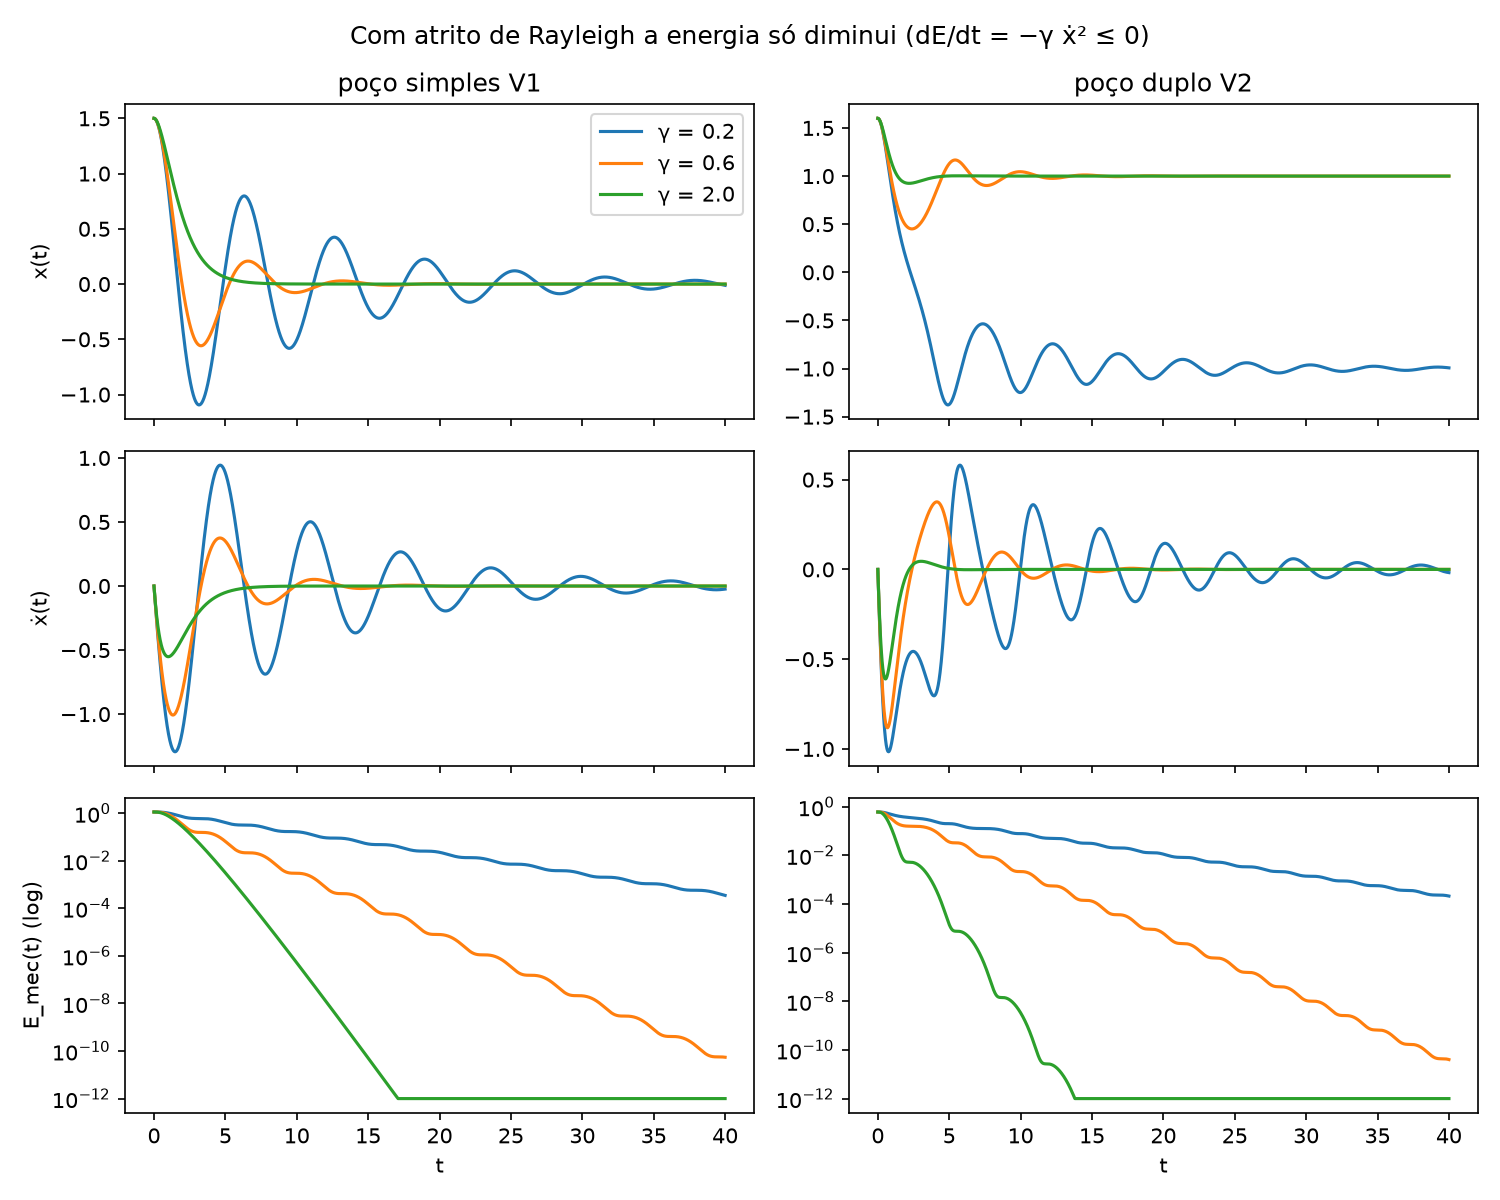 Com atrito de Rayleigh a energia só diminui (dE/dt = −γ ẋ² ≤ 0)
poço simples V1
poço duplo V2
x(t)
1.5
1.0
0.5
0.0
−0.5
−1.0
γ = 0.2
γ = 0.6
γ = 2.0
1.5
1.0
0.5
0.0
−0.5
−1.0
−1.5
ẋ(t)
1.0
0.5
0.0
−0.5
−1.0
0.5
0.0
−0.5
−1.0
E_mec(t) (log)
10⁰
10⁻²
10⁻⁴
10⁻⁶
10⁻⁸
10⁻¹⁰
10⁻¹²
0 5 10 15 20 25 30 35 40
t
10⁰
10⁻²
10⁻⁴
10⁻⁶
10⁻⁸
10⁻¹⁰
10⁻¹²
0 5 10 15 20 25 30 35 40
t